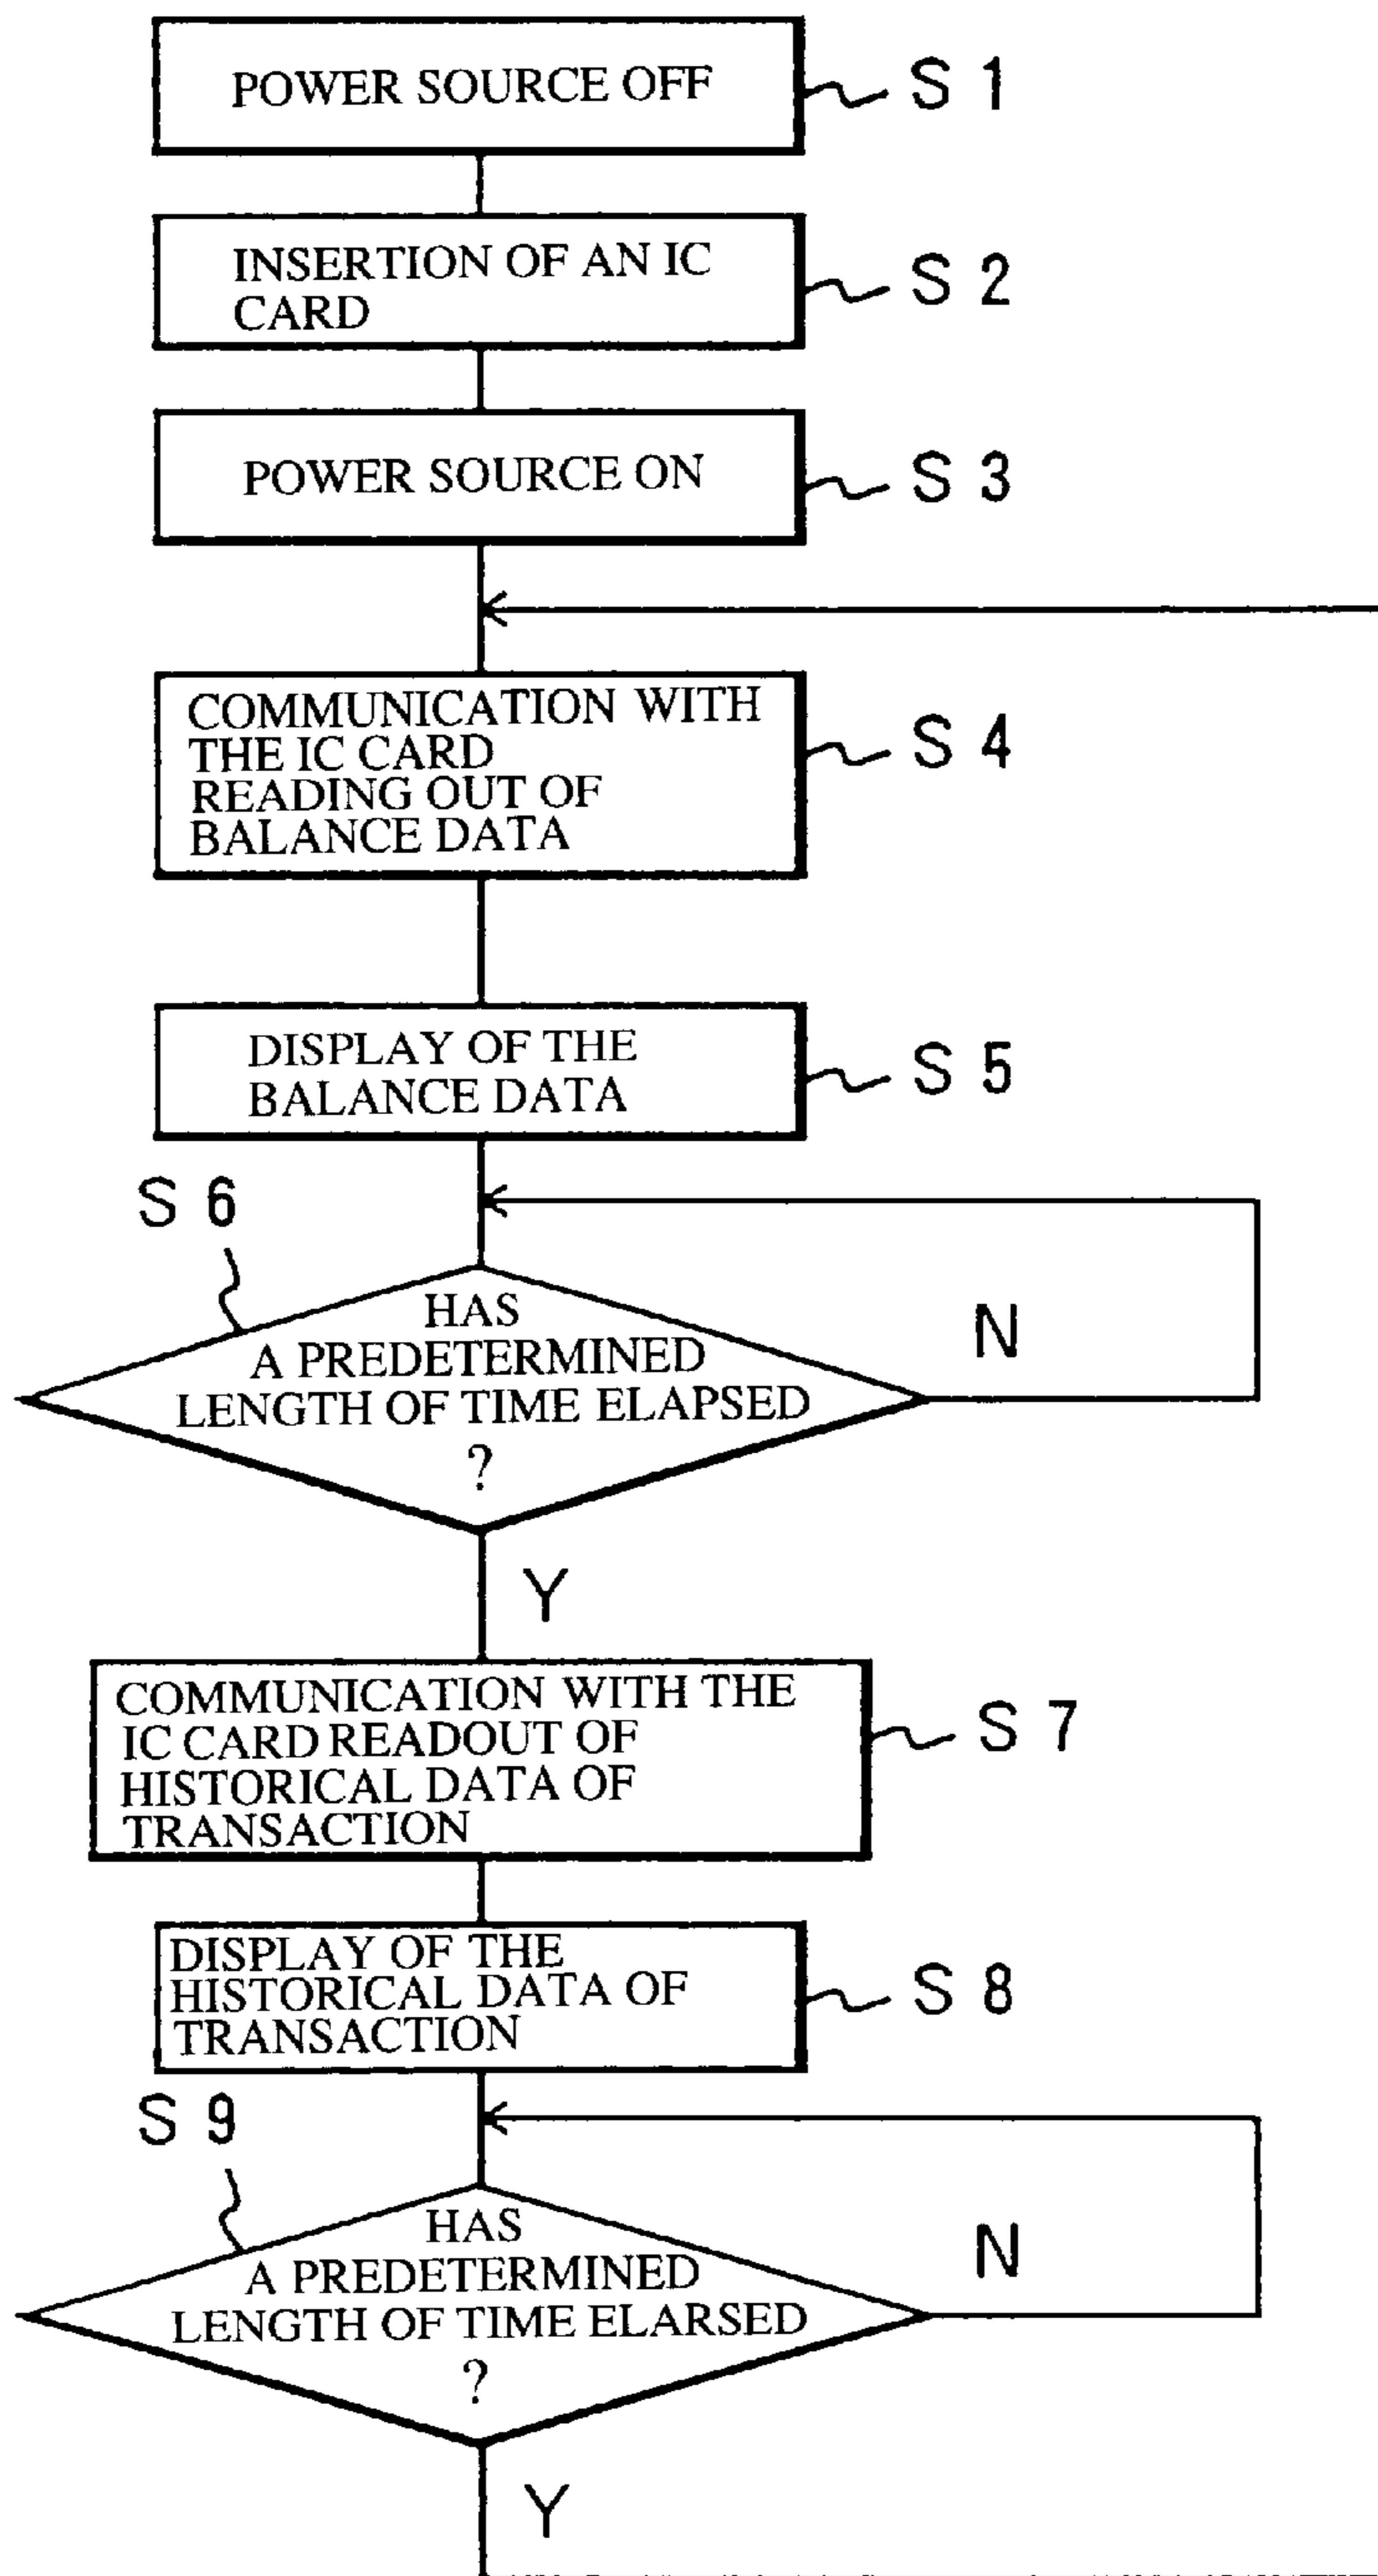 POWER SOURCE OFF
S 1
INSERTION OF AN IC
CARD
S 2
POWER SOURCE ON
S 3
COMMUNICATION WITH
THE IC CARD
READING OUT OF
BALANCE DATA
S 4
DISPLAY OF THE
BALANCE DATA
S 5
S 6
HAS
A PREDETERMINED
LENGTH OF TIME ELAPSED
?
N
Y
COMMUNICATION WITH THE
IC CARD READOUT OF
HISTORICAL DATA OF
TRANSACTION
S 7
DISPLAY OF THE
HISTORICAL DATA OF
TRANSACTION
S 8
S 9
HAS
A PREDETERMINED
LENGTH OF TIME ELARSED
?
N
Y